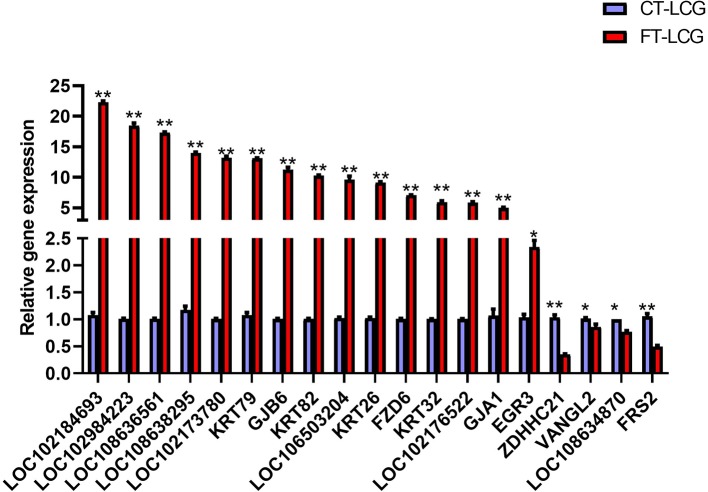 CT-LCG
FT-LCG
Relative gene expression
25
20
15
10
5
2.5
2.0
1.5
1.0
0.5
0.0
** ** ** ** ** ** ** ** ** ** ** ** ** ** * ** * * **
LOC102184693
LOC102984223
LOC108636561
LOC108638295
LOC102173780
KRT79
GJB6
KRT82
LOC106503204
KRT26
FZD6
KRT32
LOC102176522
GJA1
EGR3
ZDHHC21
VANGL2
LOC108634870
FRS2